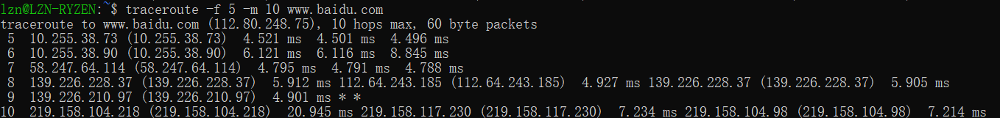 lzn@LZN-RYZEN:~$ traceroute -f 5 -m 10 www.baidu.com
traceroute to www.baidu.com (112.80.248.75), 10 hops max, 60 byte packets
 5  10.255.38.73 (10.255.38.73)  4.521 ms  4.501 ms  4.496 ms
 6  10.255.38.90 (10.255.38.90)  6.121 ms  6.116 ms  8.845 ms
 7  58.247.64.114 (58.247.64.114)  4.795 ms  4.791 ms  4.788 ms
 8  139.226.228.37 (139.226.228.37)  5.912 ms 112.64.243.185 (112.64.243.185)  4.927 ms 139.226.228.37 (139.226.228.37)  5.905 ms
 9  139.226.210.97 (139.226.210.97)  4.901 ms * *
10  219.158.104.218 (219.158.104.218)  20.945 ms 219.158.117.230 (219.158.117.230)  7.234 ms 219.158.104.98 (219.158.104.98)  7.214 ms